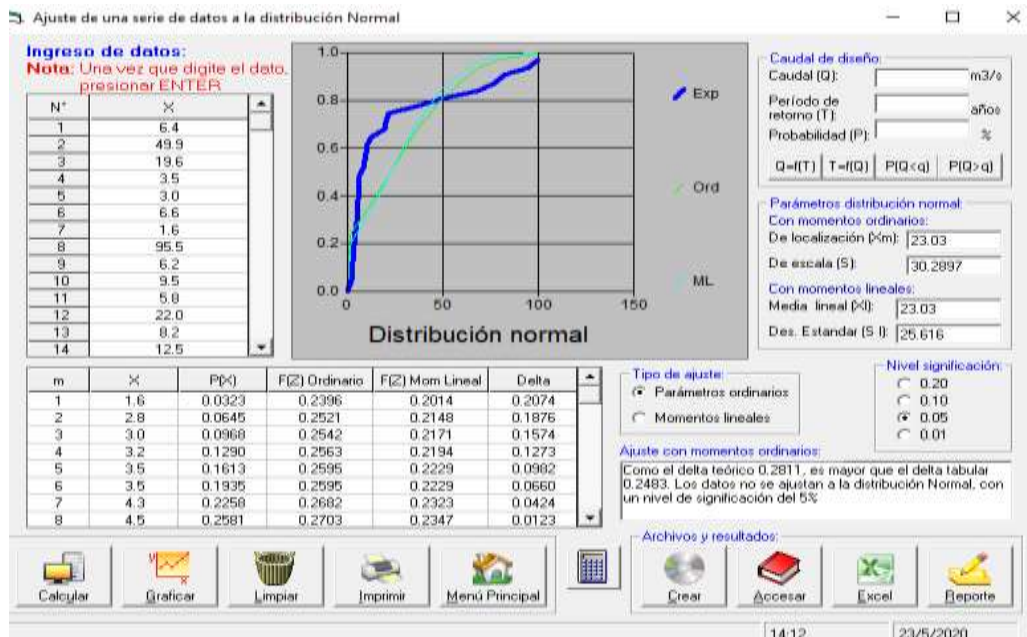 Ajuste de una serie de datos a la distribución Normal
Ingreso de datos:
Nota: Una vez que digite el dato.
presionar ENTER
N° X
1 6.4
2 49.9
3 19.6
4 3.5
5 3.0
6 6.6
7 1.6
8 95.5
9 6.2
10 9.5
11 5.8
12 22.0
13 8.2
14 12.5
1.0
0.8
0.6
0.4
0.2
0.0
0 50 100 150
Exp
Ord
ML
Distribución normal
Caudal de diseño:
Caudal (Q): m3/s
Período de
retorno (T): años
Probabilidad (P): %
Q=f(T) T=f(Q) P(Q<q) P(Q>q)
Parámetros distribución normal:
Con momentos ordinarios:
De localización (Xm): 23.03
De escala (S): 30.2897
Con momentos lineales:
Media lineal (Xl): 23.03
Des. Estandar (S l): 25.616
m X P(X) F(Z) Ordinario F(Z) Mom Lineal Delta
1 1.6 0.0323 0.2396 0.2014 0.2074
2 2.8 0.0645 0.2521 0.2148 0.1876
3 3.0 0.0968 0.2542 0.2171 0.1574
4 3.2 0.1290 0.2563 0.2194 0.1273
5 3.5 0.1613 0.2595 0.2229 0.0982
6 3.5 0.1935 0.2595 0.2229 0.0660
7 4.3 0.2258 0.2682 0.2323 0.0424
8 4.5 0.2581 0.2703 0.2347 0.0123
Tipo de ajuste:
Parámetros ordinarios
Momentos lineales
Nivel significación:
0.20
0.10
0.05
0.01
Ajuste con momentos ordinarios:
Como el delta teórico 0.2811, es mayor que el delta tabular
0.2483. Los datos no se ajustan a la distribución Normal, con
un nivel de significación del 5%
Calcular Graficar Limpiar Imprimir Menú Principal
Archivos y resultados:
Crear Accesar Excel Reporte
14:12 23/5/2020